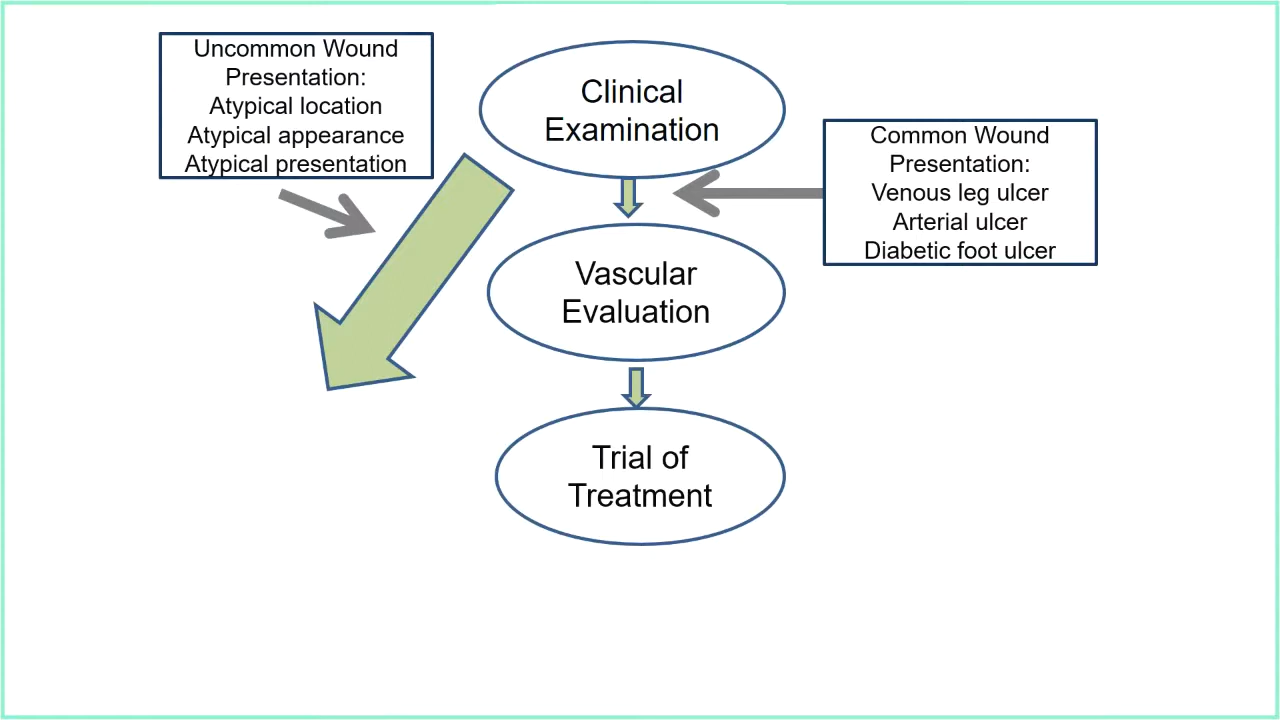 Uncommon Wound
Presentation:
Atypical location
Atypical appearance
Atypical presentation
Clinical
Examination
Common Wound
Presentation:
Venous leg ulcer
Arterial ulcer
Diabetic foot ulcer
Vascular
Evaluation
Trial of
Treatment